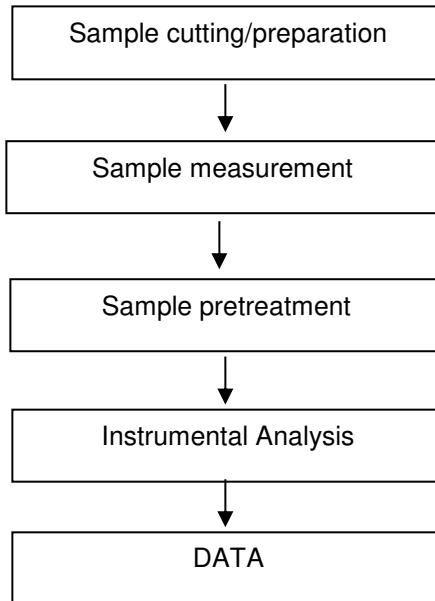 Sample cutting/preparation
Sample measurement
Sample pretreatment
Instrumental Analysis
DATA